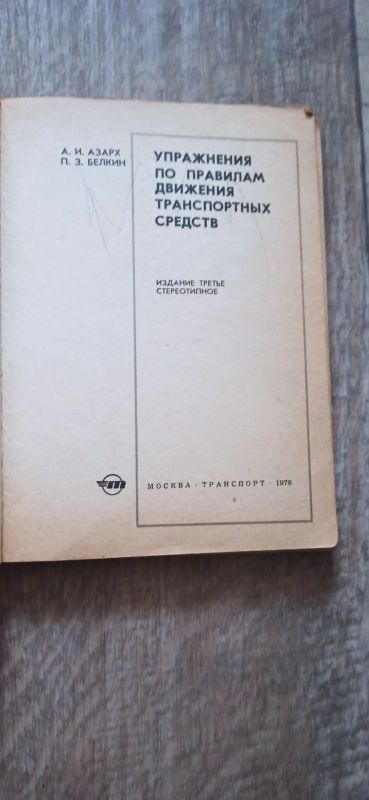 А. И. АЗАРХ
П. З. БЕЛКИН
УПРАЖНЕНИЯ
ПО ПРАВИЛАМ
ДВИЖЕНИЯ
ТРАНСПОРТНЫХ
СРЕДСТВ
ИЗДАНИЕ ТРЕТЬЕ
СТЕРЕОТИПНОЕ
МОСКВА · ТРАНСПОРТ · 1978